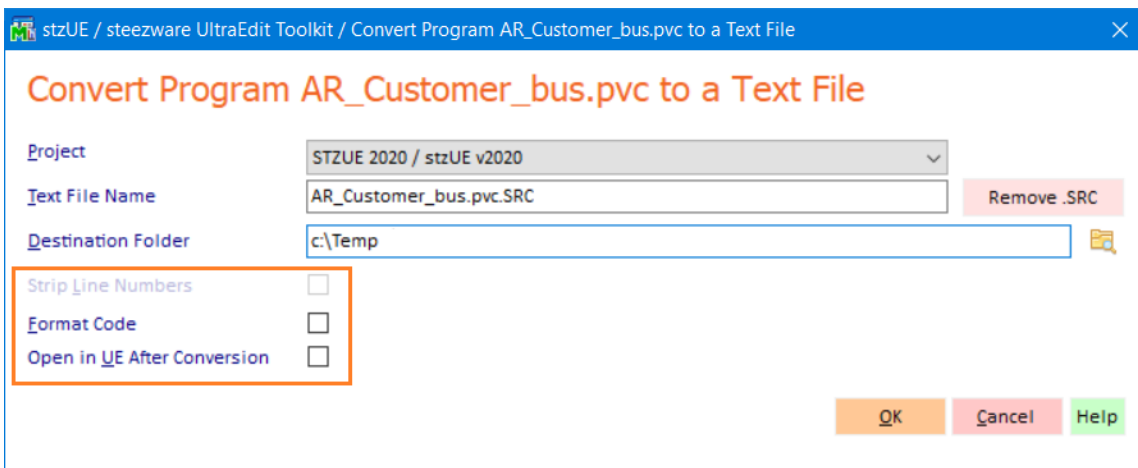 stzUE / steezware UltraEdit Toolkit / Convert Program AR_Customer_bus.pvc to a Text File
Convert Program AR_Customer_bus.pvc to a Text File
Project
STZUE 2020 / stzUE v2020
Text File Name
AR_Customer_bus.pvc.SRC
Remove .SRC
Destination Folder
c:\Temp
Strip Line Numbers
Format Code
Open in UE After Conversion
OK
Cancel
Help